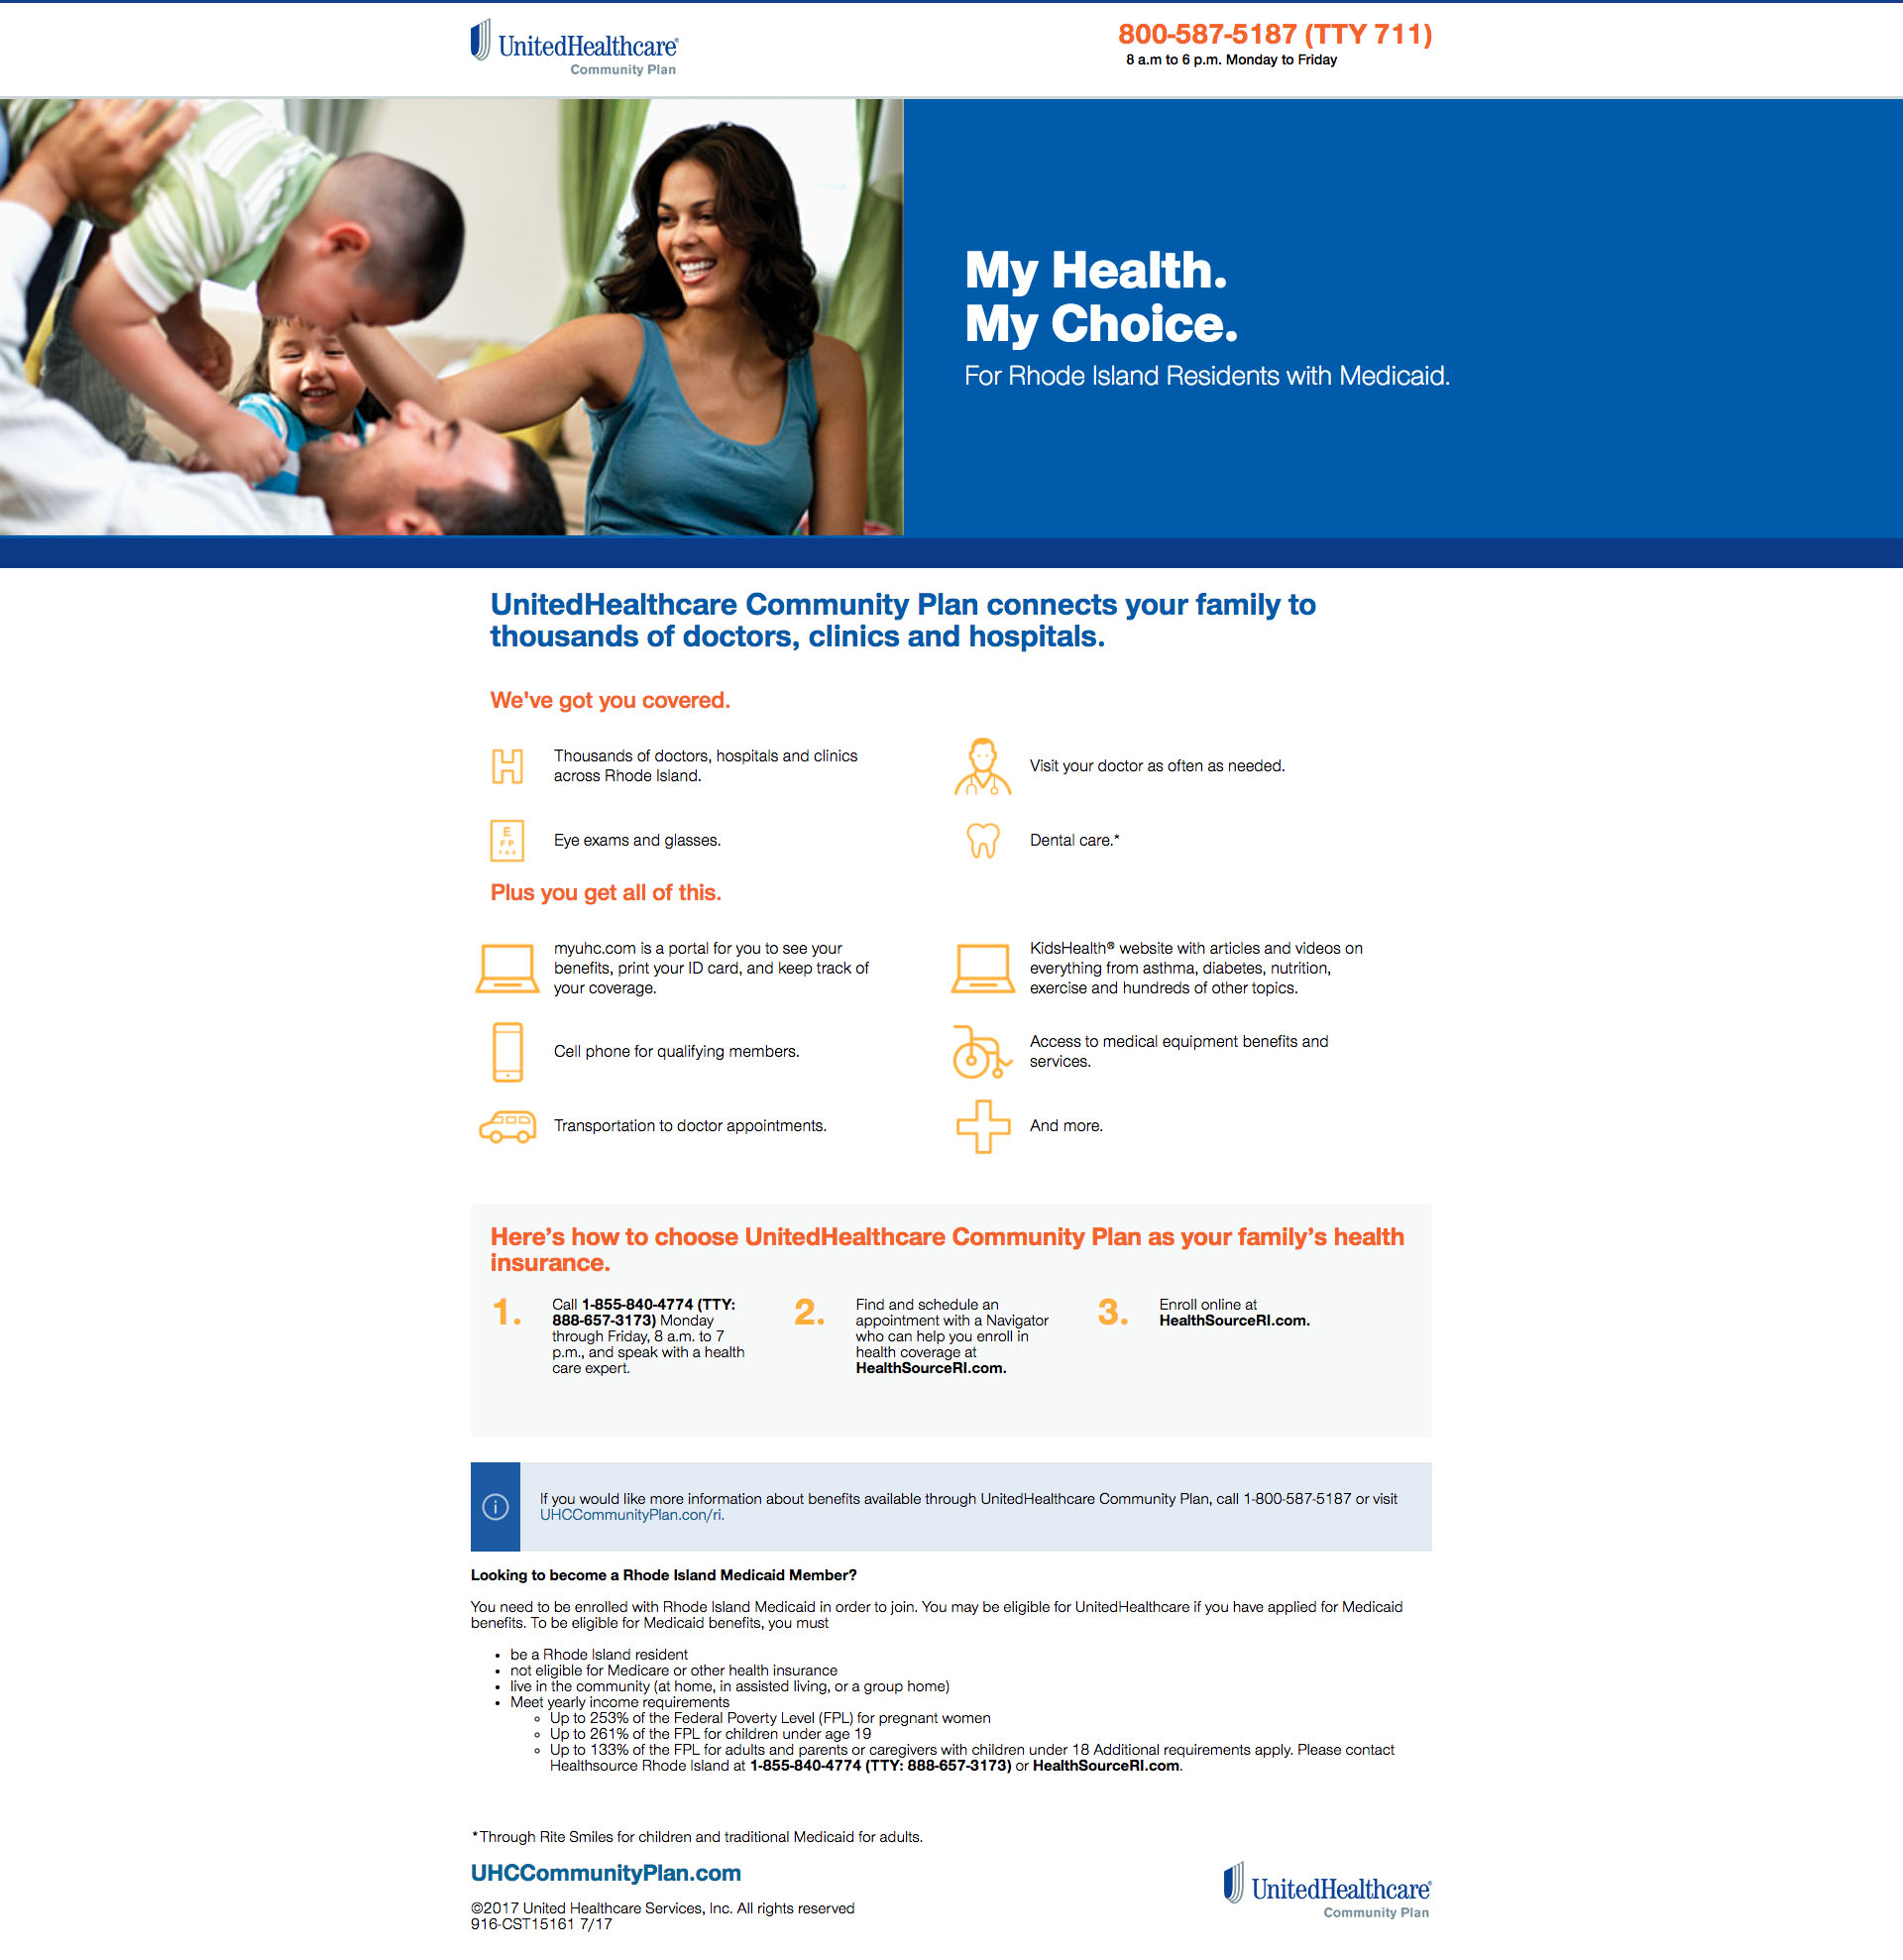 UnitedHealthcare®
Community Plan
800-587-5187 (TTY 711)
8 a.m to 6 p.m. Monday to Friday
My Health.
My Choice.
For Rhode Island Residents with Medicaid.
UnitedHealthcare Community Plan connects your family to
thousands of doctors, clinics and hospitals.
We've got you covered.
H
Thousands of doctors, hospitals and clinics
across Rhode Island.
Visit your doctor as often as needed.
E
F P
Eye exams and glasses.
Dental care.*
Plus you get all of this.
myuhc.com is a portal for you to see your
benefits, print your ID card, and keep track of
your coverage.
KidsHealth® website with articles and videos on
everything from asthma, diabetes, nutrition,
exercise and hundreds of other topics.
Cell phone for qualifying members.
Access to medical equipment benefits and
services.
Transportation to doctor appointments.
And more.
Here’s how to choose UnitedHealthcare Community Plan as your family’s health
insurance.
1.
Call 1-855-840-4774 (TTY:
888-657-3173) Monday
through Friday, 8 a.m. to 7
p.m., and speak with a health
care expert.
2.
Find and schedule an
appointment with a Navigator
who can help you enroll in
health coverage at
HealthSourceRI.com.
3.
Enroll online at
HealthSourceRI.com.
i
If you would like more information about benefits available through UnitedHealthcare Community Plan, call 1-800-587-5187 or visit
UHCCommunityPlan.con/ri.
Looking to become a Rhode Island Medicaid Member?
You need to be enrolled with Rhode Island Medicaid in order to join. You may be eligible for UnitedHealthcare if you have applied for Medicaid
benefits. To be eligible for Medicaid benefits, you must
• be a Rhode Island resident
• not eligible for Medicare or other health insurance
• live in the community (at home, in assisted living, or a group home)
• Meet yearly income requirements
◦ Up to 253% of the Federal Poverty Level (FPL) for pregnant women
◦ Up to 261% of the FPL for children under age 19
◦ Up to 133% of the FPL for adults and parents or caregivers with children under 18 Additional requirements apply. Please contact
Healthsource Rhode Island at 1-855-840-4774 (TTY: 888-657-3173) or HealthSourceRI.com.
*Through Rite Smiles for children and traditional Medicaid for adults.
UHCCommunityPlan.com
©2017 United Healthcare Services, Inc. All rights reserved
916-CST15161 7/17
UnitedHealthcare®
Community Plan